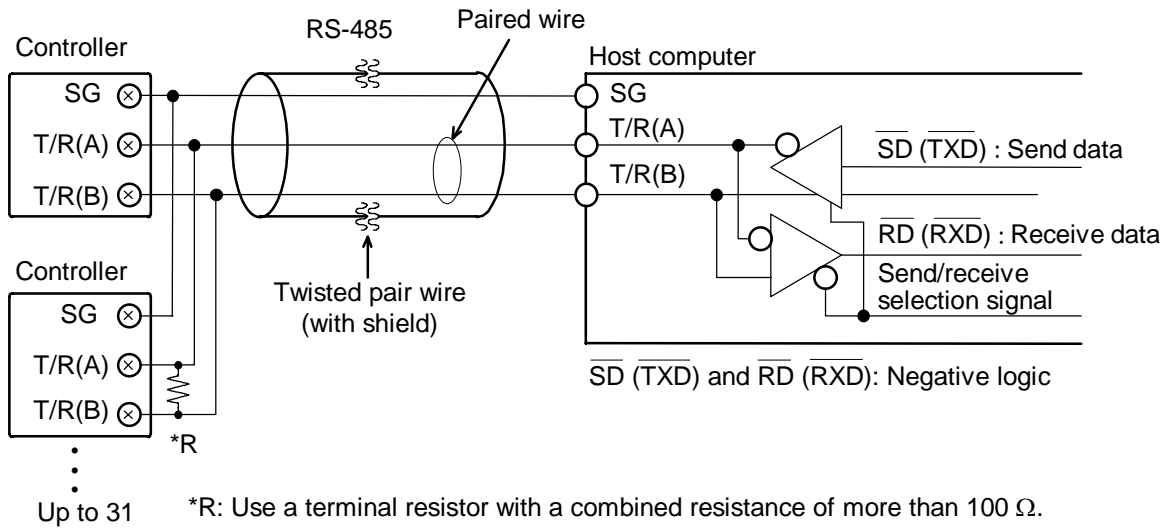 Controller
SG
T/R(A)
T/R(B)
RS-485
Paired wire
Host computer
SG
T/R(A)
T/R(B)
SD (TXD) : Send data
RD (RXD) : Receive data
Send/receive
selection signal
Twisted pair wire
(with shield)
Controller
SG
T/R(A)
T/R(B)
*R
SD (TXD) and RD (RXD): Negative logic
Up to 31
*R: Use a terminal resistor with a combined resistance of more than 100 Ω.